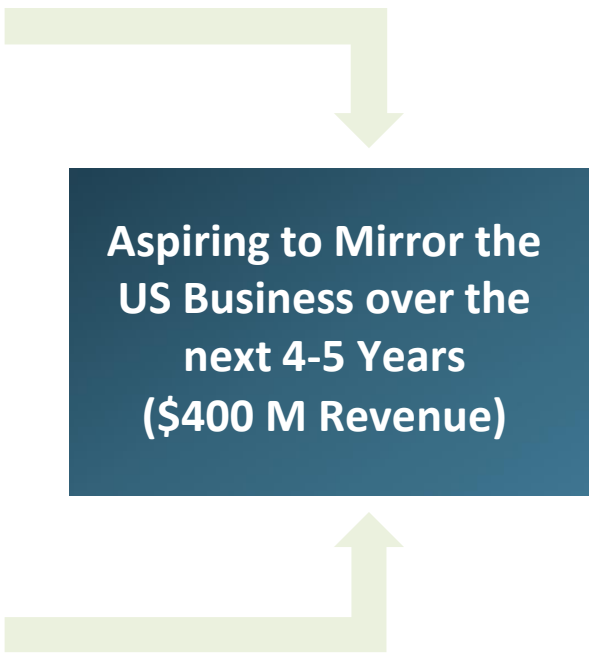 Aspiring to Mirror the
US Business over the
next 4-5 Years
($400 M Revenue)